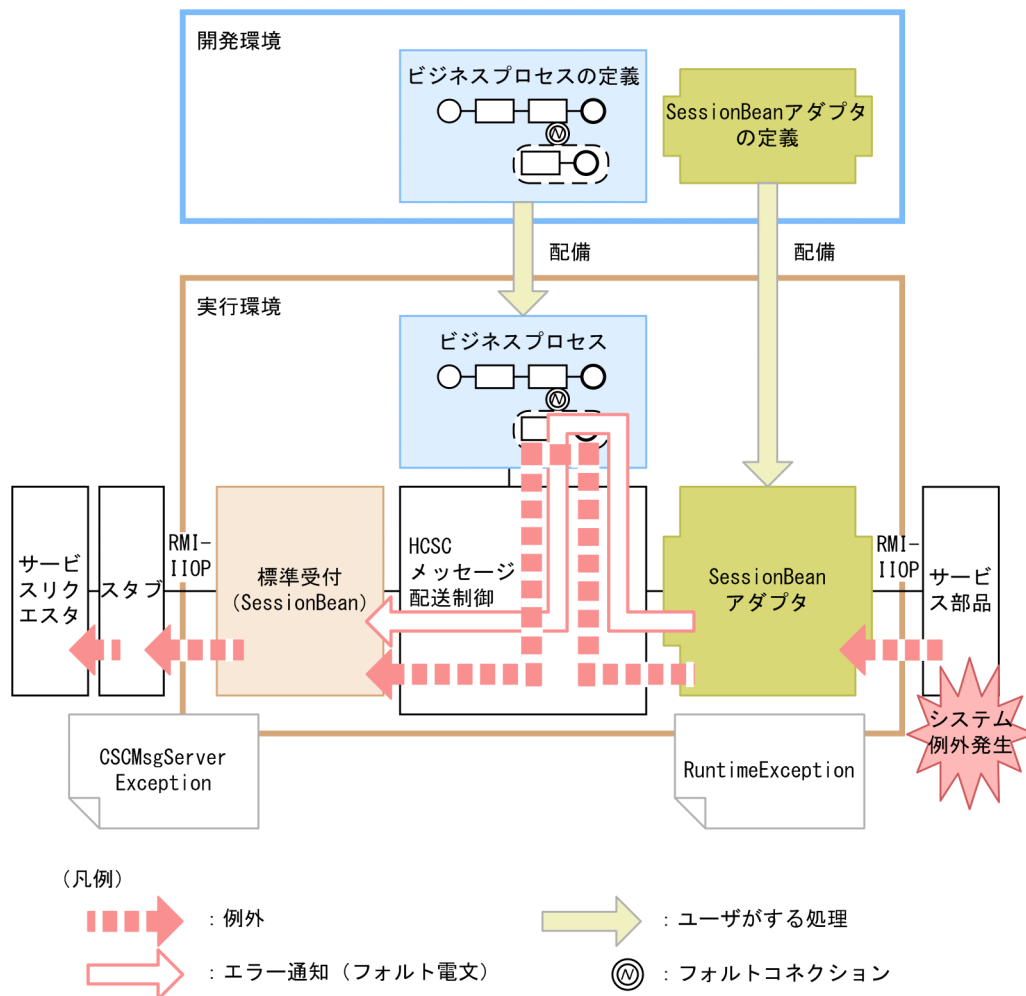 開発環境
ビジネスプロセスの定義
SessionBeanアダプタ
の定義
配備
配備
実行環境
ビジネスプロセス
サービ
スリク
エスタ
スタブ
RMI-
IIOP
標準受付
(SessionBean)
HCSC
メッセージ
配送制御
SessionBean
アダプタ
RMI-
IIOP
サービ
ス部品
システム
例外発生
CSCMsgServer
Exception
RuntimeException
(凡例)
：例外
：ユーザがする処理
：エラー通知（フォルト電文）
：フォルトコネクション